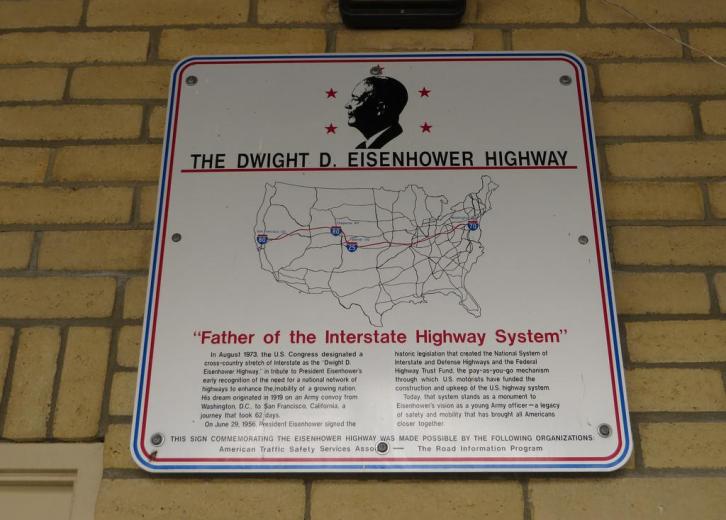 THE DWIGHT D. EISENHOWER HIGHWAY
80
80
25
70
"Father of the Interstate Highway System"
In August 1973, the U.S. Congress designated a
cross-country stretch of Interstate as the "Dwight D.
Eisenhower Highway," in tribute to President Eisenhower's
early recognition of the need for a national network of
highways to enhance the mobility of a growing nation.
His dream originated in 1919 on an Army convoy from
Washington, D.C., to San Francisco, California, a
journey that took 62 days.
On June 29, 1956, President Eisenhower signed the
historic legislation that created the National System of
Interstate and Defense Highways and the Federal
Highway Trust Fund, the pay-as-you-go mechanism
through which U.S. motorists have funded the
construction and upkeep of the U.S. highway system.
Today, that system stands as a monument to
Eisenhower's vision as a young Army officer—a legacy
of safety and mobility that has brought all Americans
closer together.
THIS SIGN COMMEMORATING THE EISENHOWER HIGHWAY WAS MADE POSSIBLE BY THE FOLLOWING ORGANIZATIONS:
American Traffic Safety Services — The Road Information Program